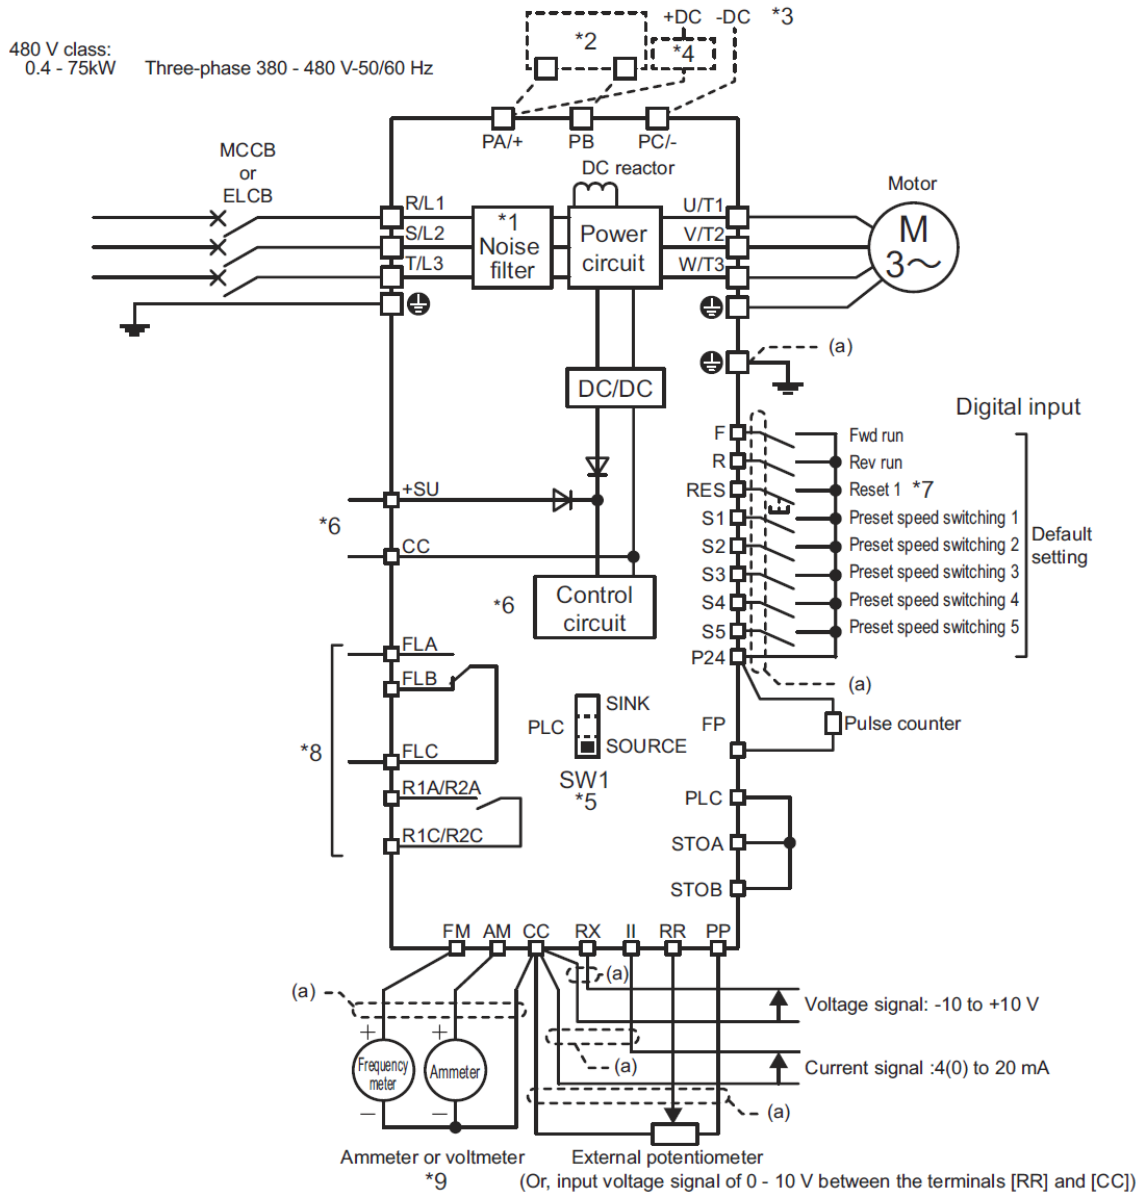 +DC -DC *3
*2
*4
480 V class:
0.4 - 75kW Three-phase 380 - 480 V-50/60 Hz
PA/+ PB PC/-
MCCB
or
ELCB
DC reactor
Motor
R/L1
S/L2
T/L3
*1
Noise
filter
Power
circuit
U/T1
V/T2
W/T3
M
3～
(a)
DC/DC
Digital input
F Fwd run
R Rev run
RES Reset 1 *7
S1 Preset speed switching 1
S2 Preset speed switching 2
S3 Preset speed switching 3
S4 Preset speed switching 4
S5 Preset speed switching 5
P24
Default
setting
(a)
+SU
*6
CC
*6
Control
circuit
FLA
FLB
*8
FLC
R1A/R2A
R1C/R2C
SINK
PLC
SOURCE
SW1
*5
FP
Pulse counter
PLC
STOA
STOB
FM AM CC RX II RR PP
(a)
(a)
Voltage signal: -10 to +10 V
+ +
Frequency
meter
Ammeter
− −
(a)
Current signal :4(0) to 20 mA
(a)
Ammeter or voltmeter
*9
External potentiometer
(Or, input voltage signal of 0 - 10 V between the terminals [RR] and [CC])